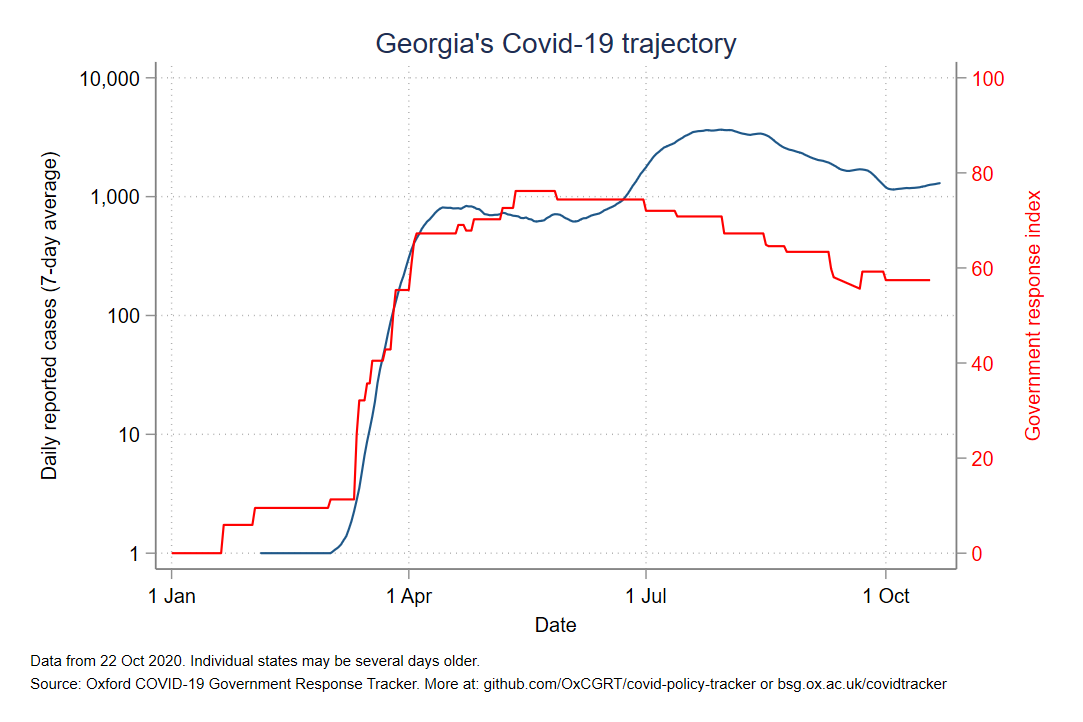 Georgia's Covid-19 trajectory
10,000
1,000
100
10
1
Daily reported cases (7-day average)
100
80
60
40
20
0
Government response index
1 Jan
1 Apr
1 Jul
1 Oct
Date
Data from 22 Oct 2020. Individual states may be several days older.
Source: Oxford COVID-19 Government Response Tracker. More at: github.com/OxCGRT/covid-policy-tracker or bsg.ox.ac.uk/covidtracker